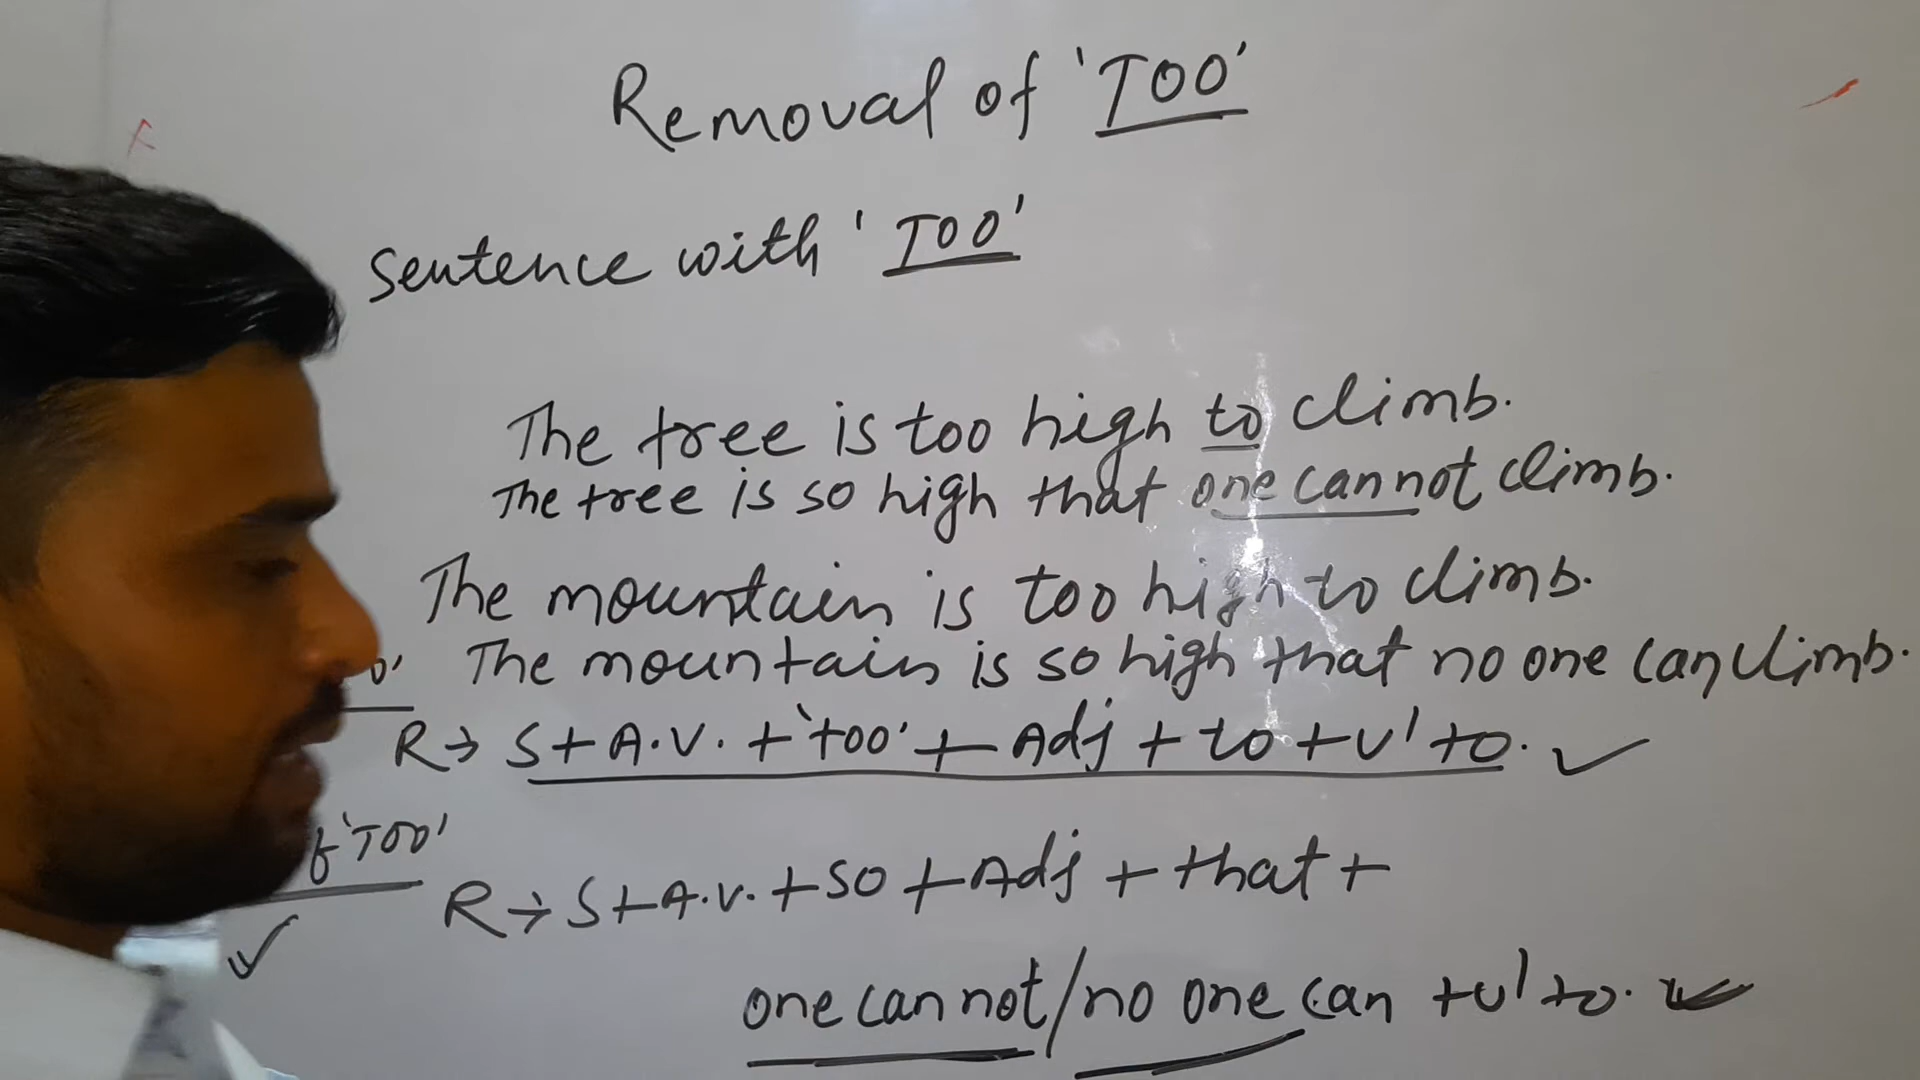 Removal of 'TOO'
Sentence with 'TOO'
The tree is too high to climb.
The tree is so high that one cannot climb.
The mountain is too high to climb.
The mountain is so high that no one can climb.
R→ S+A.V. + 'too' + Adj + to + V' to.
'TOO'
R→ S+A.V. + so + Adj + that +
one can not/no one can + V' to.